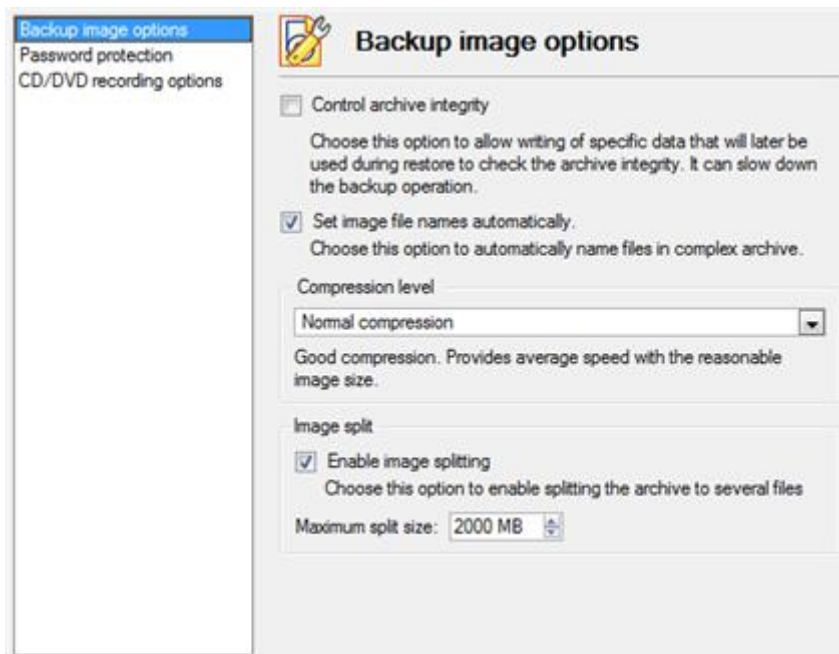 Backup image options
Password protection
CD/DVD recording options
Backup image options
Control archive integrity
Choose this option to allow writing of specific data that will later be
used during restore to check the archive integrity. It can slow down
the backup operation.
Set image file names automatically.
Choose this option to automatically name files in complex archive.
Compression level
Normal compression
Good compression. Provides average speed with the reasonable
image size.
Image split
Enable image splitting
Choose this option to enable splitting the archive to several files
Maximum split size: 2000 MB